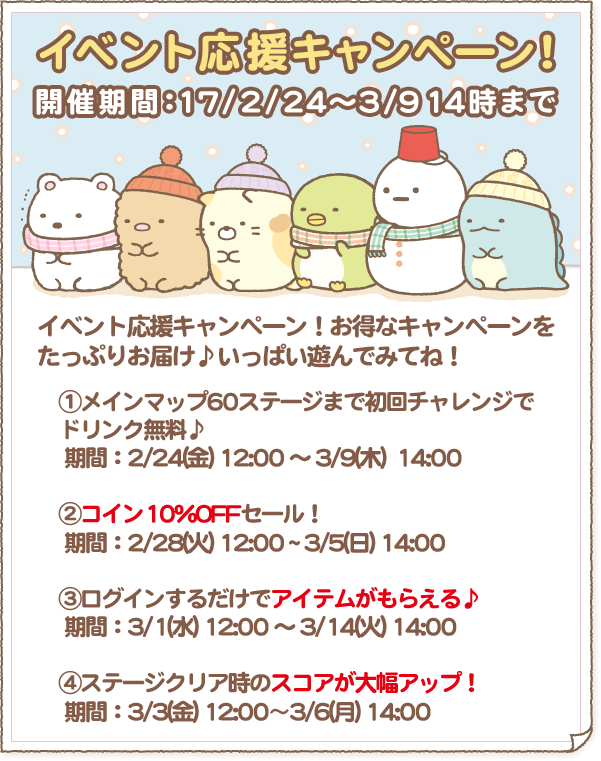 イベント応援キャンペーン！
開催期間：17/2/24～3/9 14時まで
イベント応援キャンペーン！お得なキャンペーンを
たっぷりお届け♪いっぱい遊んでみてね！
①メインマップ60ステージまで初回チャレンジで
ドリンク無料♪
期間：2/24(金) 12:00 ～ 3/9(木) 14:00
②コイン10%OFFセール！
期間：2/28(火) 12:00 ~ 3/5(日) 14:00
③ログインするだけでアイテムがもらえる♪
期間：3/1(水) 12:00 ～ 3/14(火) 14:00
④ステージクリア時のスコアが大幅アップ！
期間：3/3(金) 12:00～3/6(月) 14:00